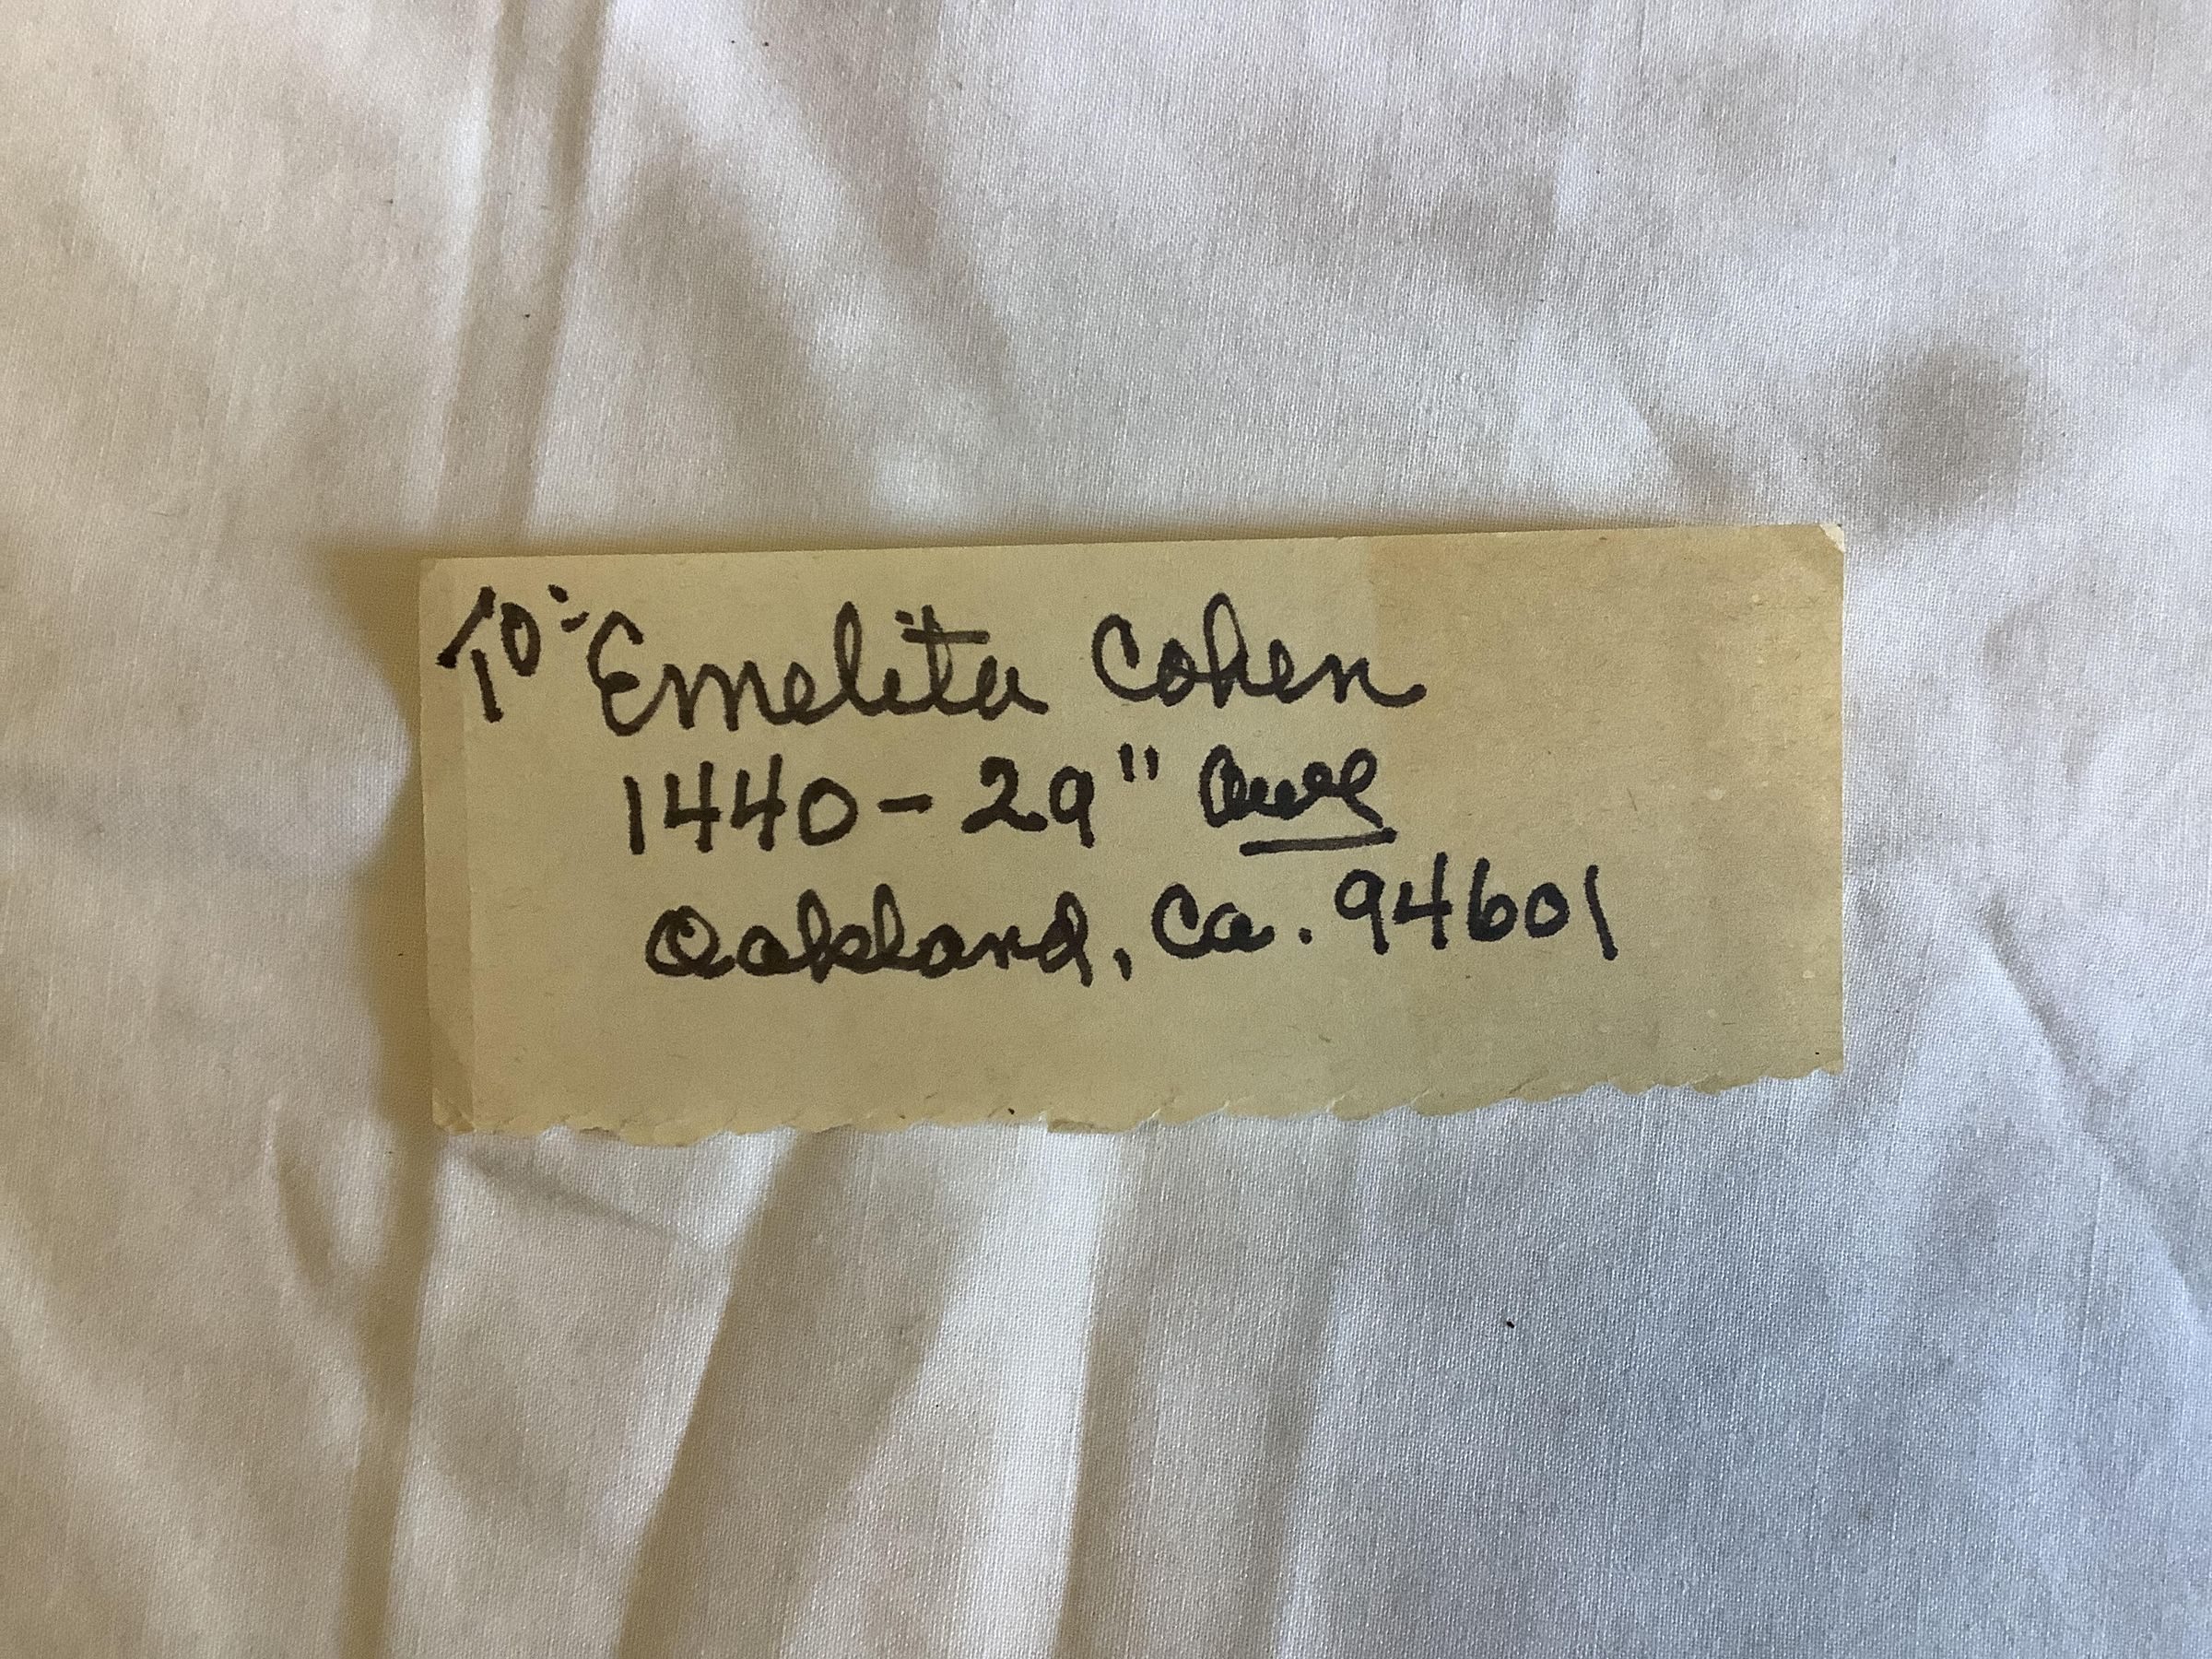 To: Emelita Cohen
1440 - 29" Ave
Oakland, Ca. 94601